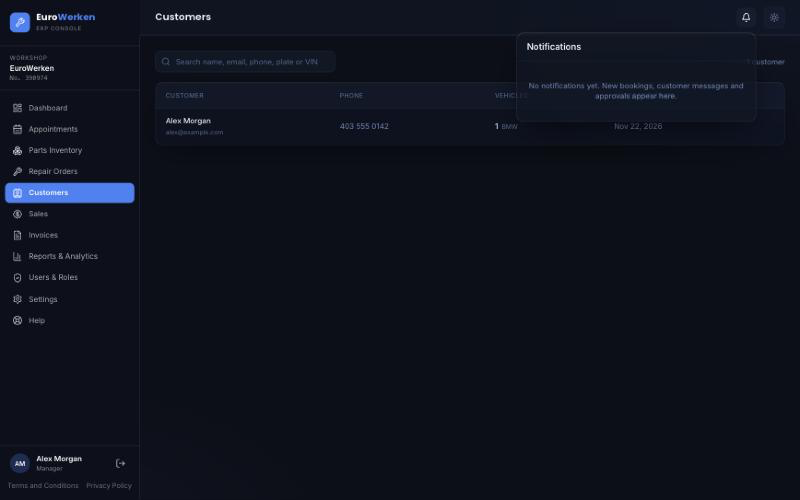 EuroWerken
ERP CONSOLE
WORKSHOP
EuroWerken
No. 390974
Dashboard
Appointments
Parts Inventory
Repair Orders
Customers
Sales
Invoices
Reports & Analytics
Users & Roles
Settings
Help
AM
Alex Morgan
Manager
Terms and Conditions Privacy Policy
Customers
Search name, email, phone, plate or VIN
customer
Notifications
No notifications yet. New bookings, customer messages and
approvals appear here.
CUSTOMER PHONE VEHICLES
Alex Morgan
alex@example.com
403 555 0142
1 BMW
Nov 22, 2026